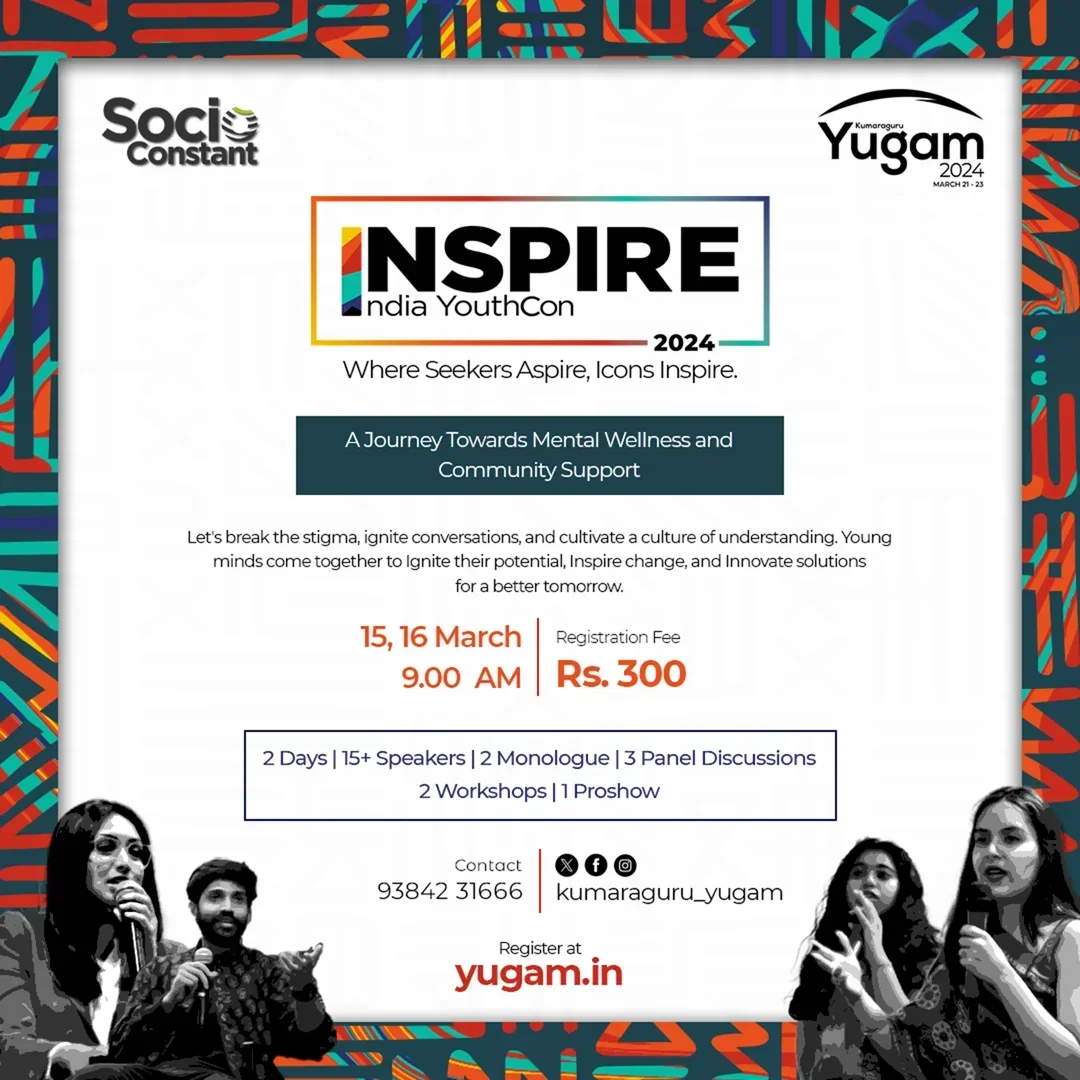 Socio
Constant
Kumaraguru
Yugam
2024
MARCH 21 - 23
INSPIRE
India YouthCon
2024
Where Seekers Aspire, Icons Inspire.
A Journey Towards Mental Wellness and
Community Support
Let's break the stigma, ignite conversations, and cultivate a culture of understanding. Young
minds come together to Ignite their potential, Inspire change, and Innovate solutions
for a better tomorrow.
15, 16 March
9.00 AM
Registration Fee
Rs. 300
2 Days | 15+ Speakers | 2 Monologue | 3 Panel Discussions
2 Workshops | 1 Proshow
Contact
93842 31666
kumaraguru_yugam
Register at
yugam.in